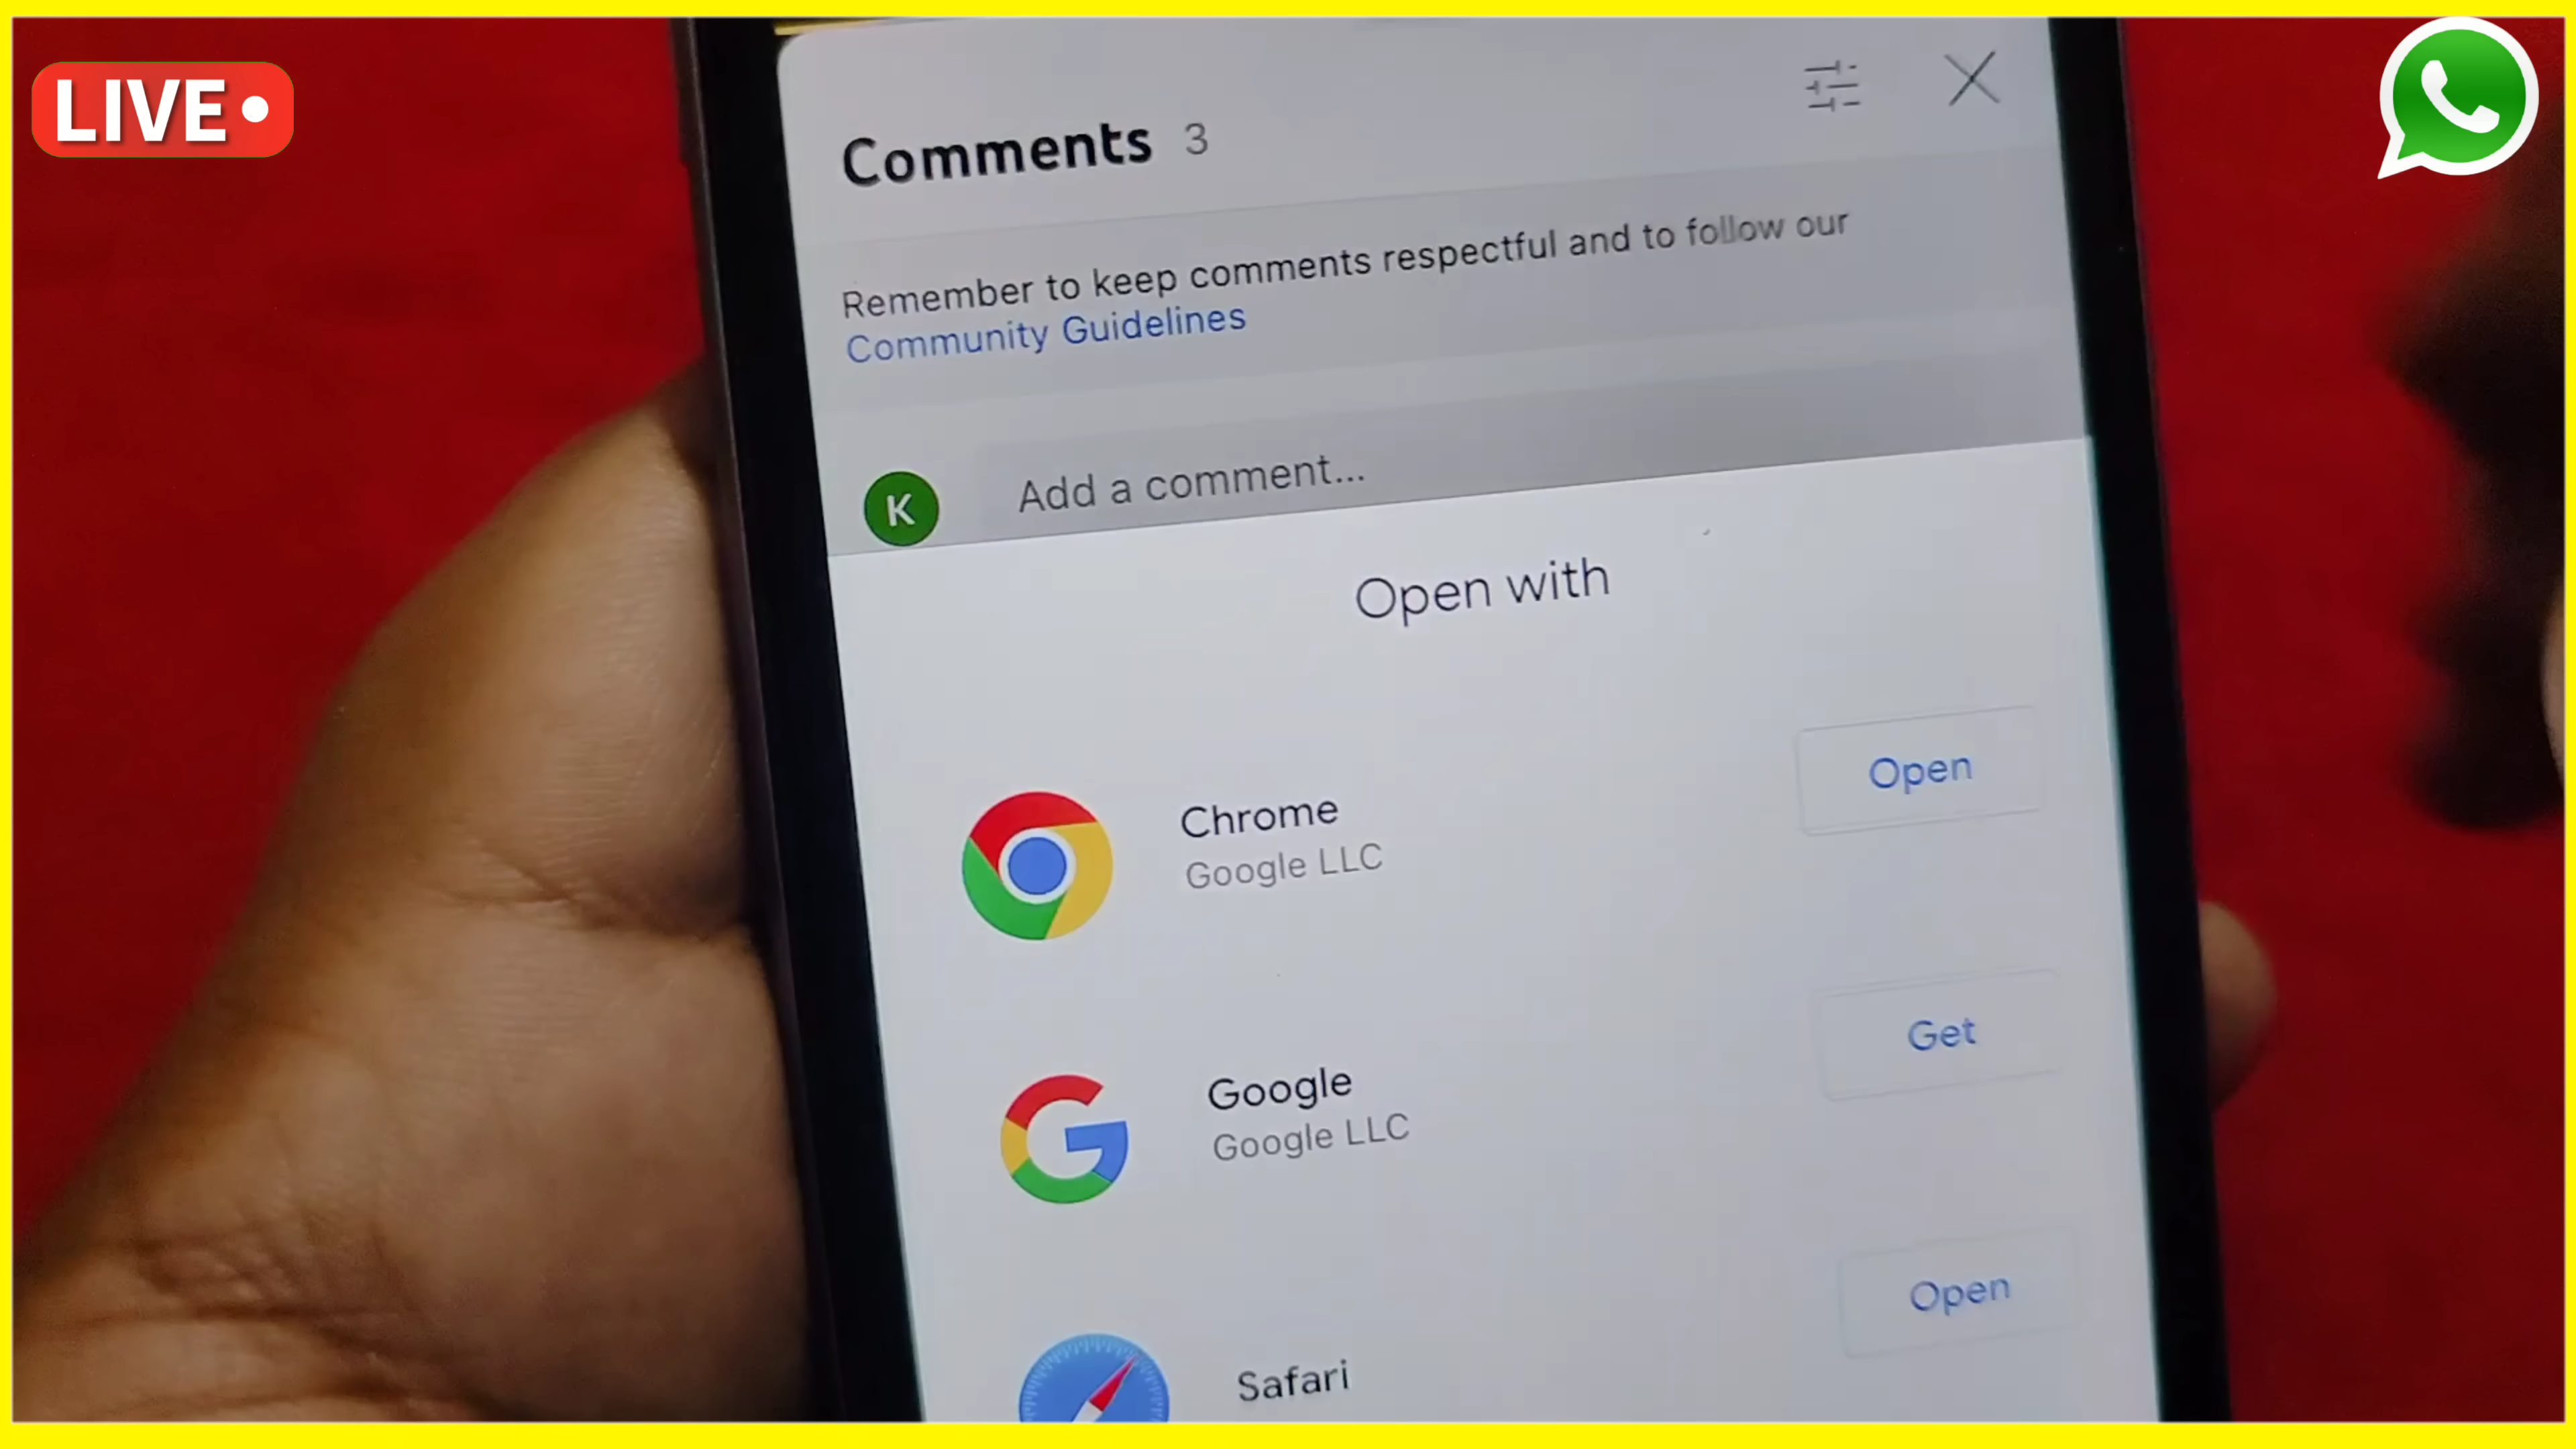 LIVE
Comments 3
Remember to keep comments respectful and to follow our
Community Guidelines
K
Add a comment...
Open with
Chrome
Google LLC
Open
Google
Google LLC
Get
Safari
Open